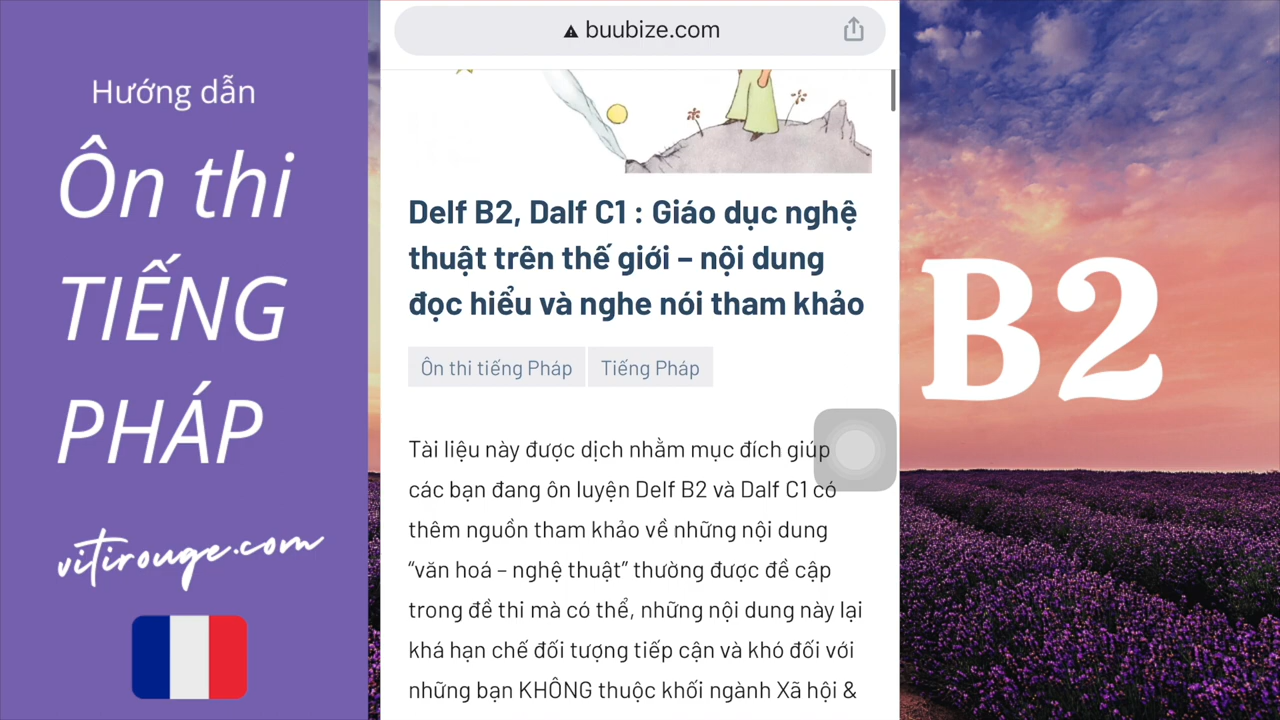 Hướng dẫn
Ôn thi
TIẾNG
PHÁP
vitirouge.com
buubize.com
Delf B2, Dalf C1 : Giáo dục nghệ
thuật trên thế giới – nội dung
đọc hiểu và nghe nói tham khảo
Ôn thi tiếng Pháp
Tiếng Pháp
Tài liệu này được dịch nhằm mục đích giúp
các bạn đang ôn luyện Delf B2 và Dalf C1 có
thêm nguồn tham khảo về những nội dung
“văn hoá – nghệ thuật” thường được đề cập
trong đề thi mà có thể, những nội dung này lại
khá hạn chế đối tượng tiếp cận và khó đối với
những bạn KHÔNG thuộc khối ngành Xã hội &
B2